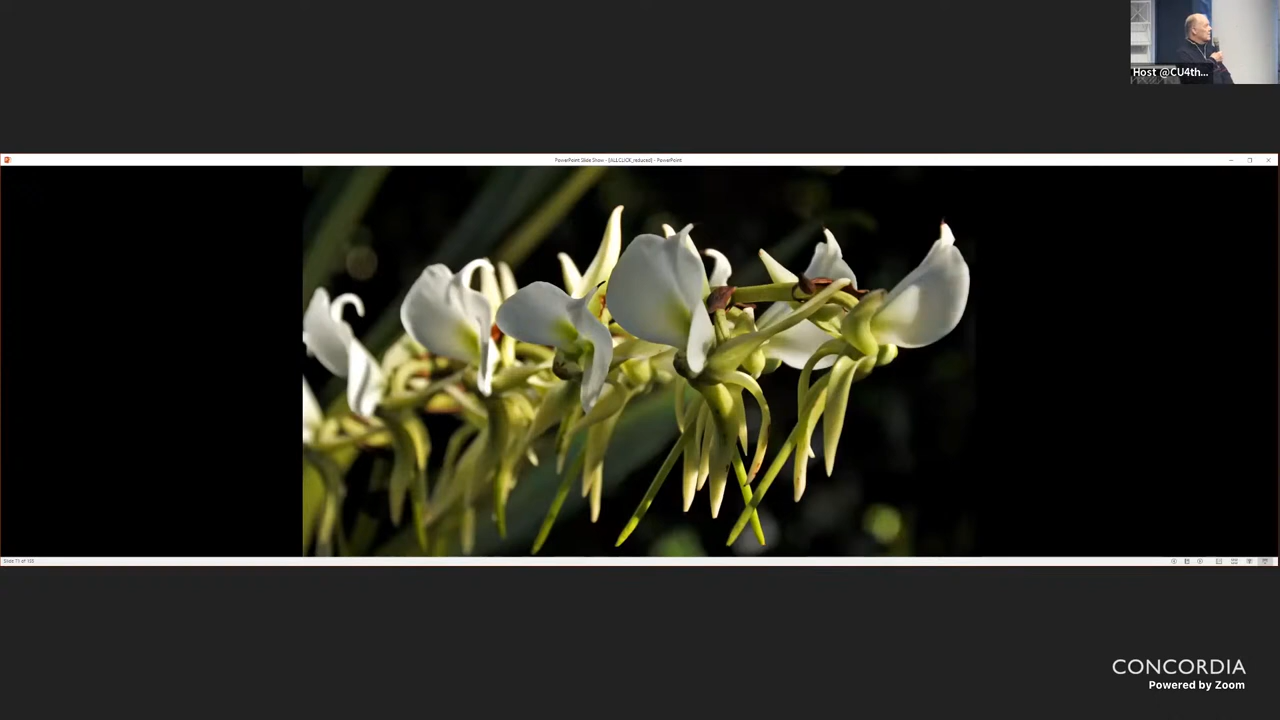 Host @CU4th...
PowerPoint Slide Show - [ALLCLICK_reduced] - PowerPoint
CONCORDIA
Powered by Zoom